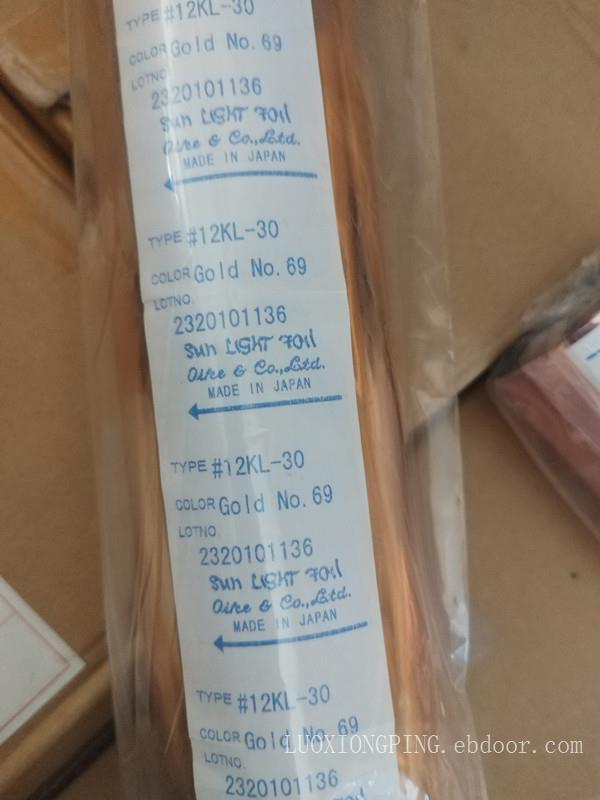 TYPE #12KL-30
COLOR Gold No. 69
LOTNO.
2320101136
Sun LIGHT FOIL
Oike & Co., Ltd.
MADE IN JAPAN
TYPE #12KL-30
COLOR Gold No. 69
LOTNO.
2320101136
Sun LIGHT FOIL
Oike & Co., Ltd.
MADE IN JAPAN
TYPE #12KL-30
COLOR Gold No. 69
LOTNO.
2320101136
Sun LIGHT FOIL
Oike & Co., Ltd.
MADE IN JAPAN
TYPE #12KL-30
COLOR Gold No. 69
LOTNO.
2320101136
LUOXIONGPING.ebdoor.com